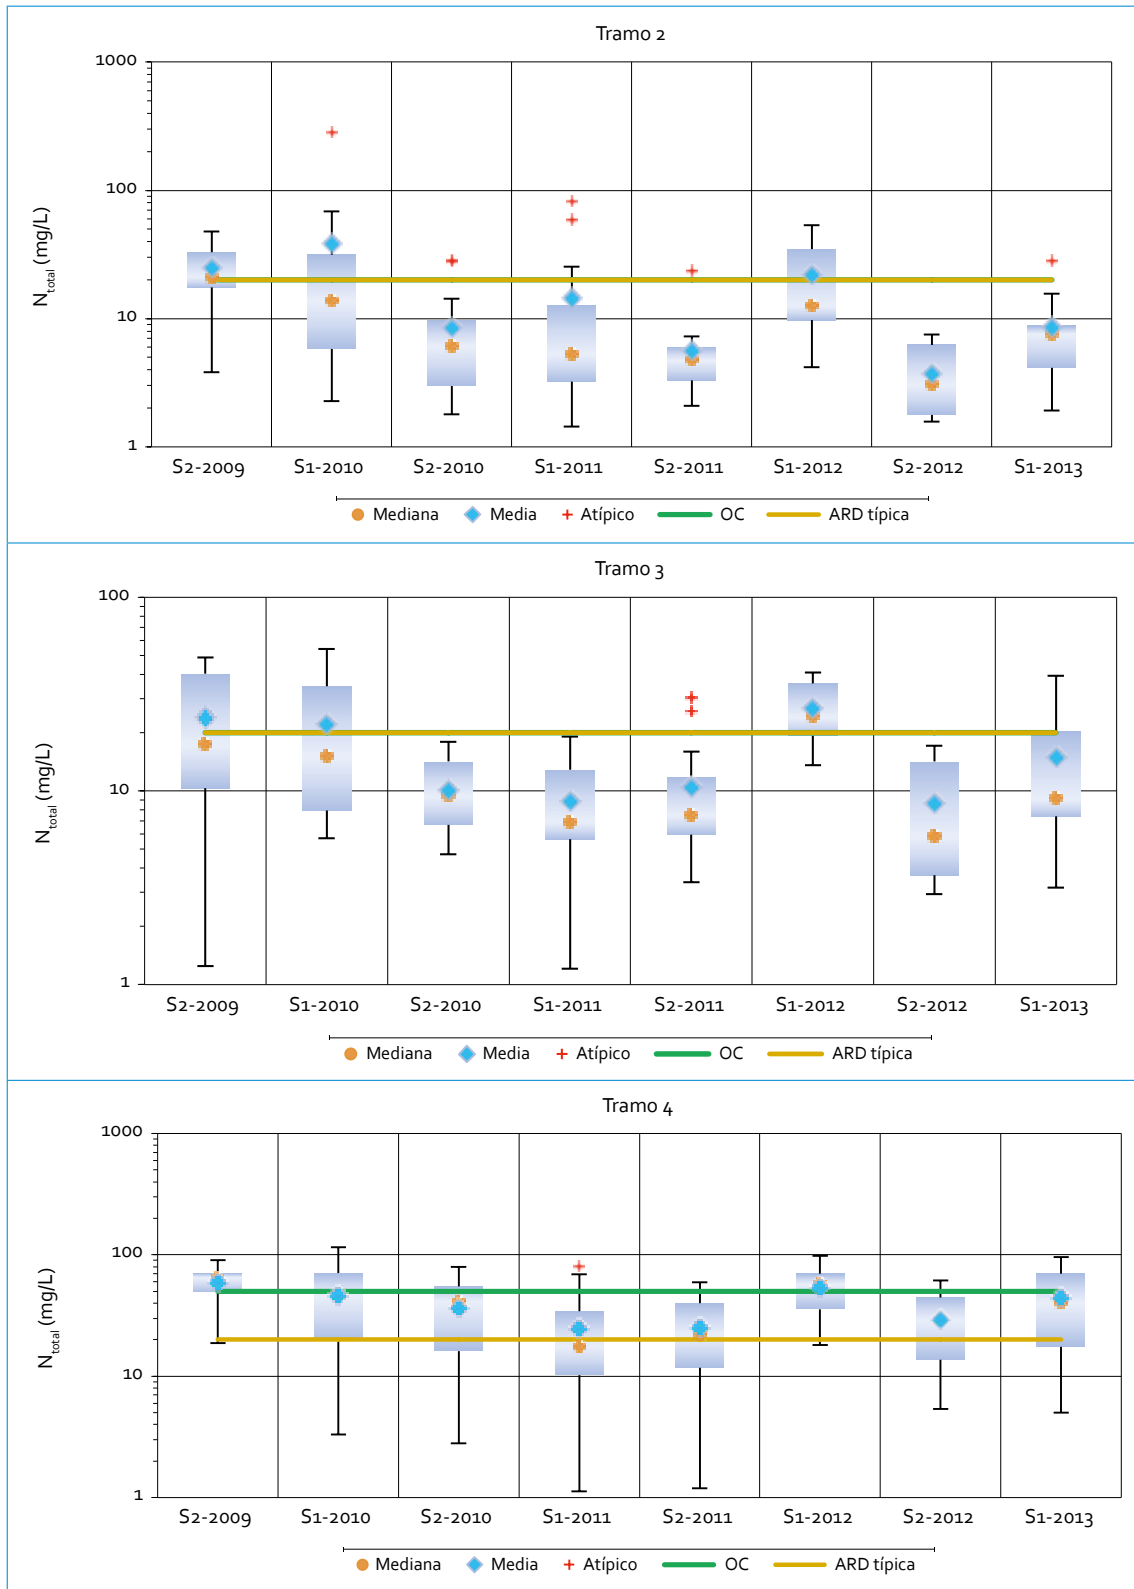 Tramo 2
1000
100
10
1
N total (mg/L)
S2-2009 S1-2010 S2-2010 S1-2011 S2-2011 S1-2012 S2-2012 S1-2013
Mediana Media Atípico OC ARD típica
Tramo 3
100
10
1
N total (mg/L)
S2-2009 S1-2010 S2-2010 S1-2011 S2-2011 S1-2012 S2-2012 S1-2013
Mediana Media Atípico OC ARD típica
Tramo 4
1000
100
10
1
N total (mg/L)
S2-2009 S1-2010 S2-2010 S1-2011 S2-2011 S1-2012 S2-2012 S1-2013
Mediana Media Atípico OC ARD típica